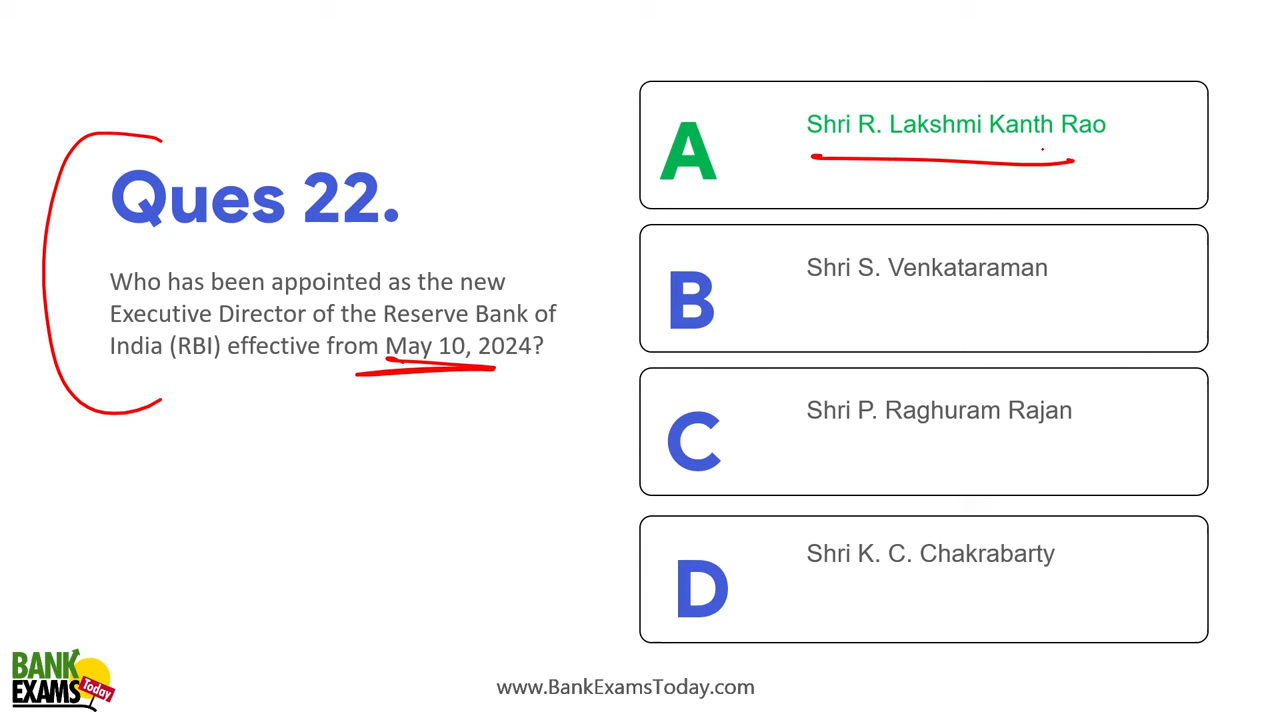 Ques 22.
Who has been appointed as the new
Executive Director of the Reserve Bank of
India (RBI) effective from May 10, 2024?
A
Shri R. Lakshmi Kanth Rao
B
Shri S. Venkataraman
C
Shri P. Raghuram Rajan
D
Shri K. C. Chakrabarty
BANK
EXAMS
Today
www.BankExamsToday.com